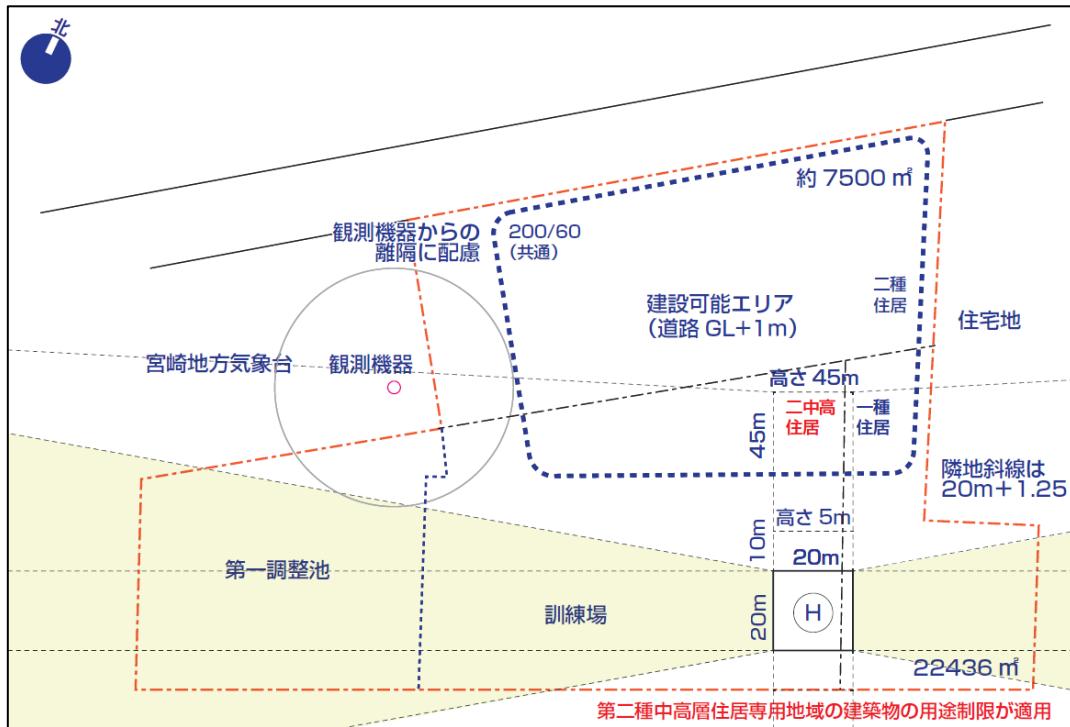 北
約 7500 ㎡
観測機器からの
離隔に配慮
200/60
(共通)
二種
住居
建設可能エリア
(道路 GL+1m)
住宅地
宮崎地方気象台
観測機器
高さ 45m
二中高
住居
一種
住居
45m
隣地斜線は
20m+1.25
高さ 5m
10m
20m
第一調整池
訓練場
20m
H
22436 ㎡
第二種中高層住居専用地域の建築物の用途制限が適用